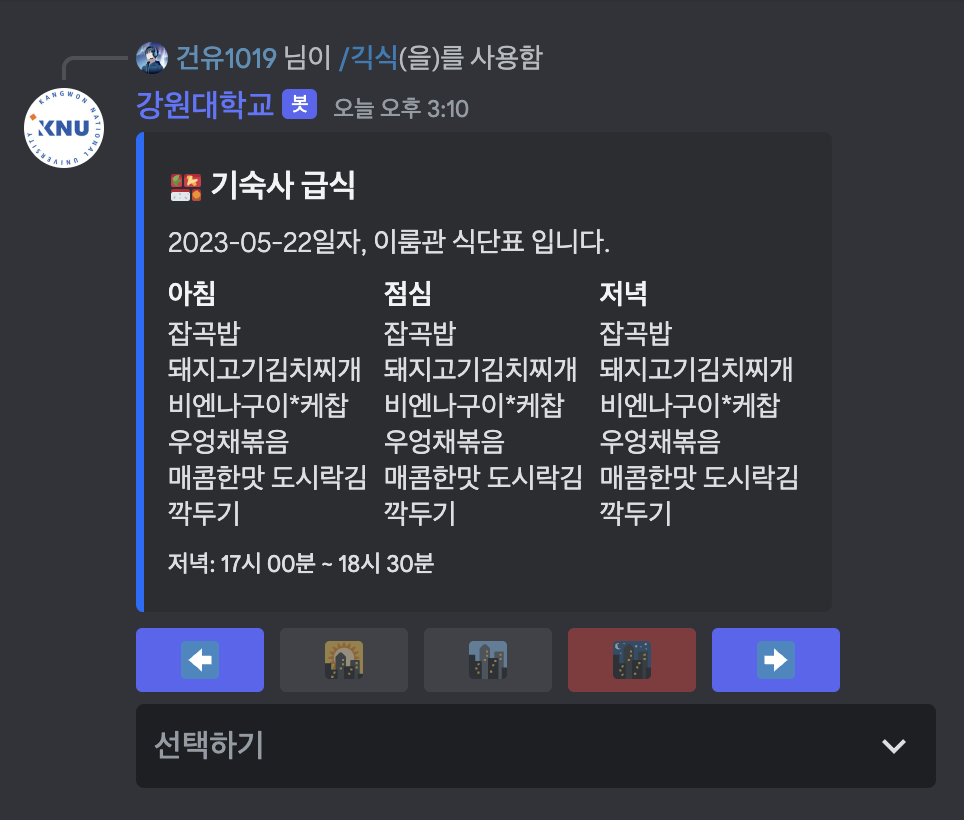 건유1019 님이 /긱식(을)를 사용함
KANGWON NATIONAL UNIVERSITY
KNU
강원대학교 봇 오늘 오후 3:10
기숙사 급식
2023-05-22일자, 이룸관 식단표 입니다.
아침 점심 저녁
잡곡밥 잡곡밥 잡곡밥
돼지고기김치찌개 돼지고기김치찌개 돼지고기김치찌개
비엔나구이*케찹 비엔나구이*케찹 비엔나구이*케찹
우엉채볶음 우엉채볶음 우엉채볶음
매콤한맛 도시락김 매콤한맛 도시락김 매콤한맛 도시락김
깍두기 깍두기 깍두기
저녁: 17시 00분 ~ 18시 30분
선택하기